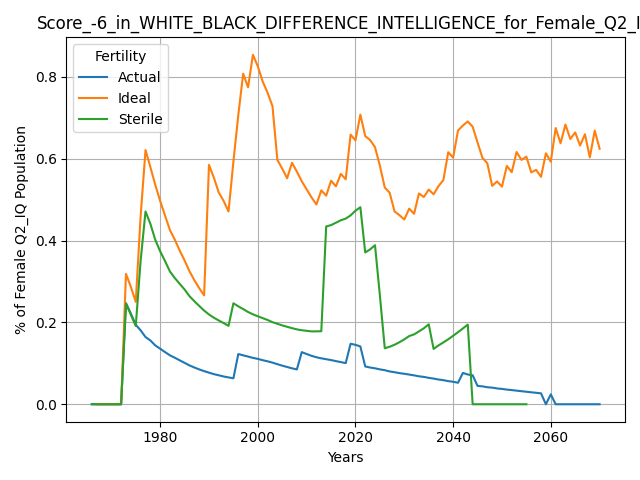 Score_-6_in_WHITE_BLACK_DIFFERENCE_INTELLIGENCE_for_Female_Q2_I
Fertility
Actual
Ideal
Sterile
% of Female Q2_IQ Population
0.8
0.6
0.4
0.2
0.0
1980 2000 2020 2040 2060
Years